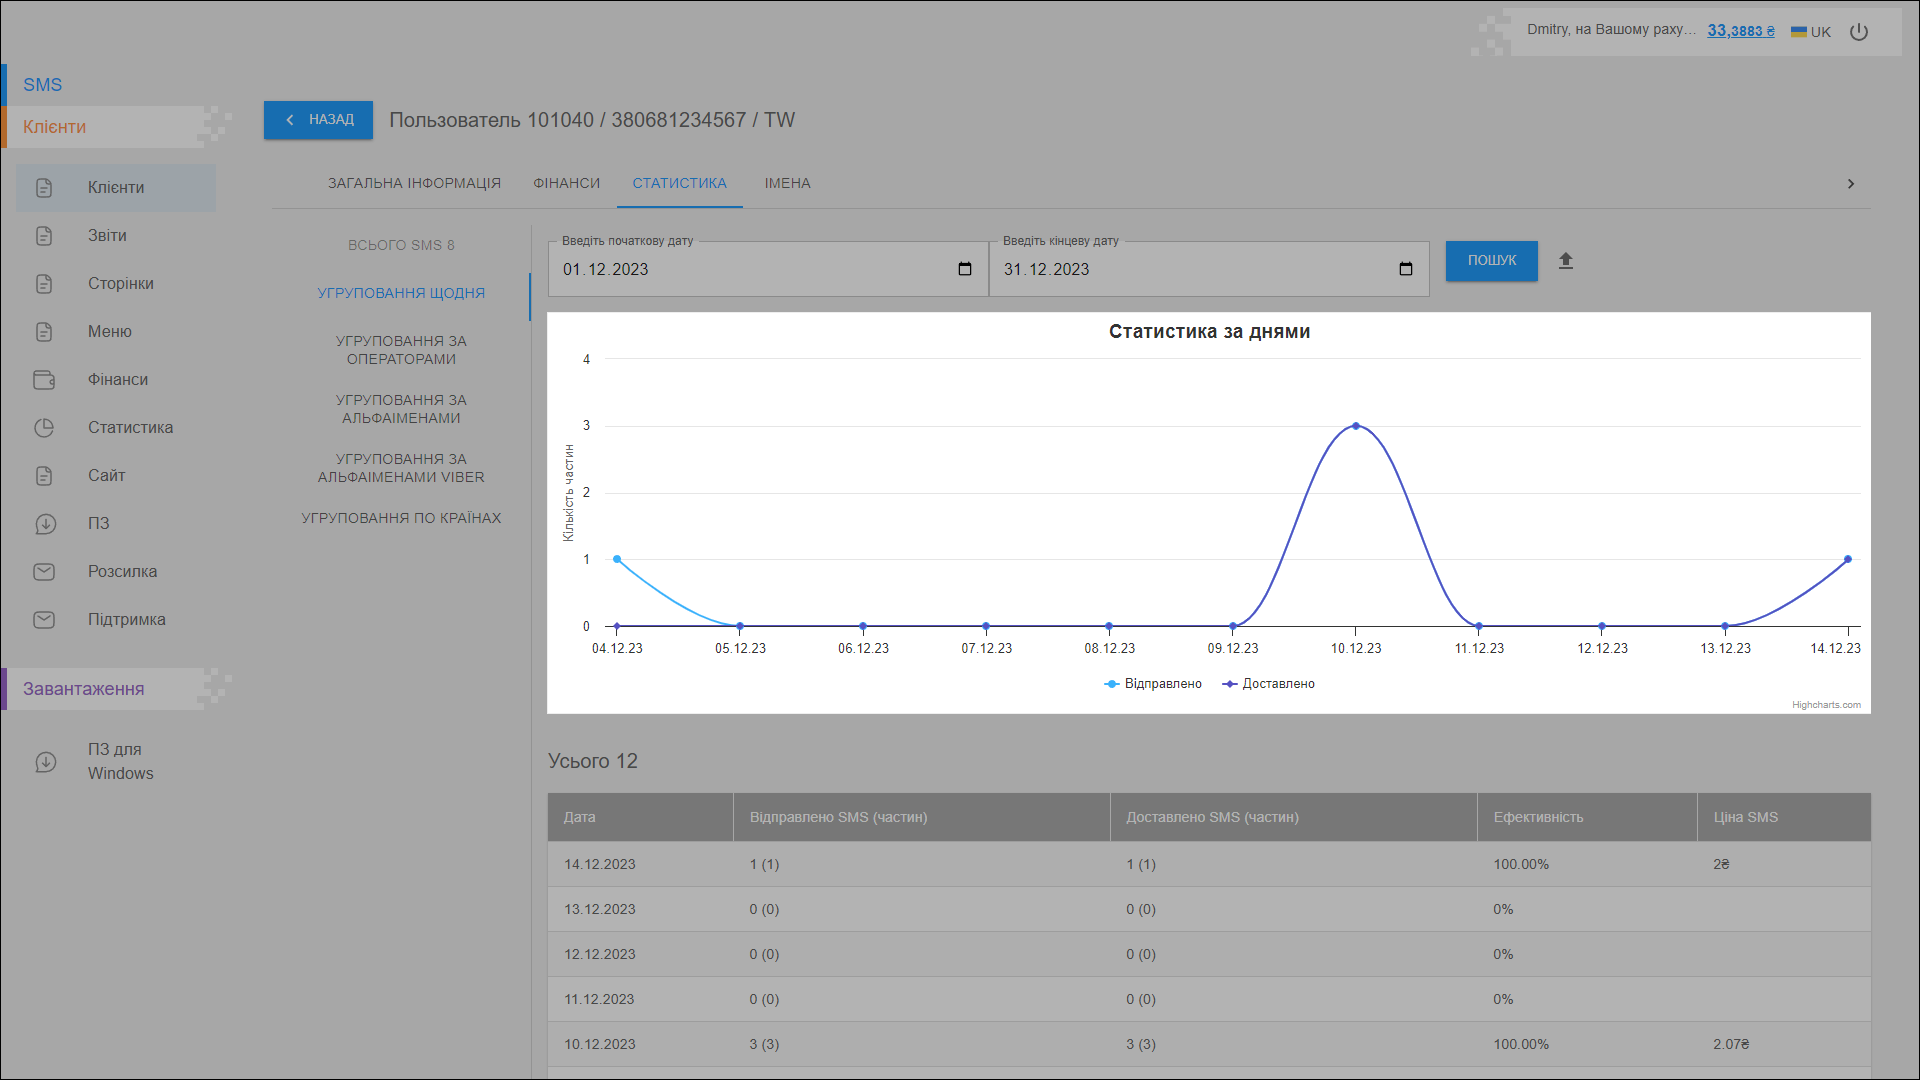 Dmitry, на Вашому раху...
33,3883 ₴
UK
SMS
Клієнти
Клієнти
Звіти
Сторінки
Меню
Фінанси
Статистика
Сайт
ПЗ
Розсилка
Підтримка
Завантаження
ПЗ для
Windows
НАЗАД
Пользователь 101040 / 380681234567 / TW
ЗАГАЛЬНА ІНФОРМАЦІЯ
ФІНАНСИ
СТАТИСТИКА
ІМЕНА
ВСЬОГО SMS 8
УГРУПОВАННЯ ЩОДНЯ
УГРУПОВАННЯ ЗА
ОПЕРАТОРАМИ
УГРУПОВАННЯ ЗА
АЛЬФАІМЕНАМИ
УГРУПОВАННЯ ЗА
АЛЬФАІМЕНАМИ VIBER
УГРУПОВАННЯ ПО КРАЇНАХ
Введіть початкову дату
01.12.2023
Введіть кінцеву дату
31.12.2023
ПОШУК
Статистика за днями
Кількість частин
4
3
2
1
0
04.12.23
05.12.23
06.12.23
07.12.23
08.12.23
09.12.23
10.12.23
11.12.23
12.12.23
13.12.23
14.12.23
Відправлено
Доставлено
Highcharts.com
Усього 12
Дата Відправлено SMS (частин) Доставлено SMS (частин) Ефективність Ціна SMS
14.12.2023 1 (1) 1 (1) 100.00% 2₴
13.12.2023 0 (0) 0 (0) 0%
12.12.2023 0 (0) 0 (0) 0%
11.12.2023 0 (0) 0 (0) 0%
10.12.2023 3 (3) 3 (3) 100.00% 2.07₴